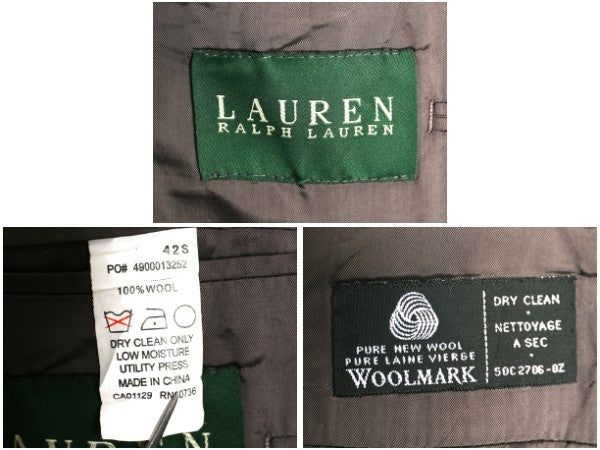 LAUREN
RALPH LAUREN
42S
PO# 4900013252
100% WOOL
DRY CLEAN ONLY
LOW MOISTURE
UTILITY PRESS
MADE IN CHINA
CA01129
PURE NEW WOOL
PURE LAINE VIERGE
WOOLMARK
DRY CLEAN
NETTOYAGE
A SEC
50C2706-0Z